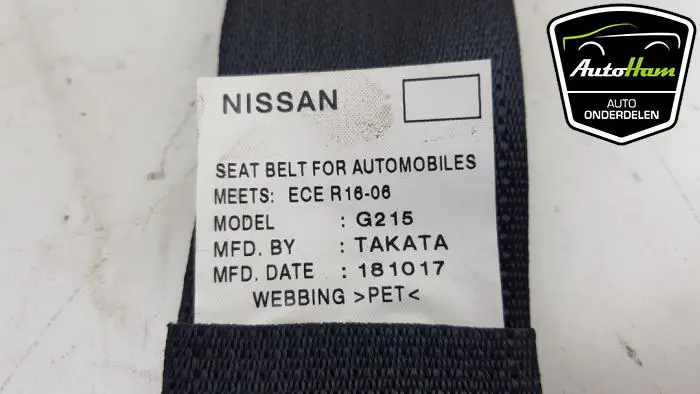 NISSAN
SEAT BELT FOR AUTOMOBILES
MEETS: ECE R16-06
MODEL : G215
MFD. BY : TAKATA
MFD. DATE : 181017
WEBBING >PET<
AUTOHAM
AUTO
ONDERDELEN